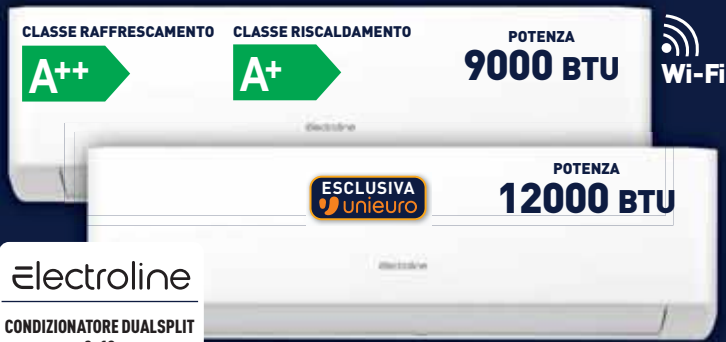 CLASSE RAFFRESCAMENTO
A++
CLASSE RISCALDAMENTO
A+
POTENZA
9000 BTU
Wi-Fi
Electroline
ESCLUSIVA
unieuro
POTENZA
12000 BTU
Electroline
Electroline
CONDIZIONATORE DUALSPLIT